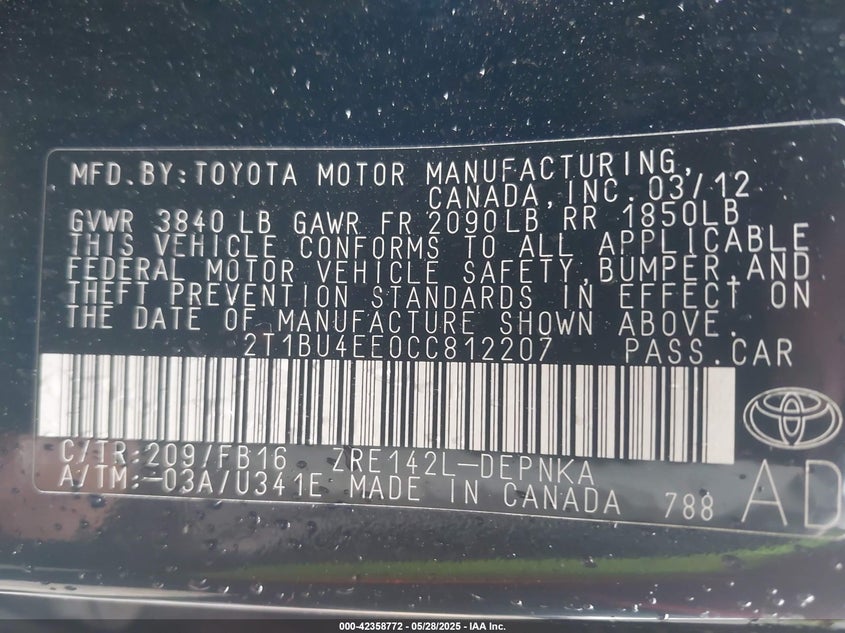 MFD.BY:TOYOTA MOTOR MANUFACTURING,
CANADA,INC. 03/12
GVWR 3840 LB GAWR FR 2090LB RR 1850LB
THIS VEHICLE CONFORMS TO ALL APPLICABLE
FEDERAL MOTOR VEHICLE SAFETY,BUMPER,AND
THEFT PREVENTION STANDARDS IN EFFECT ON
THE DATE OF MANUFACTURE SHOWN ABOVE.
2T1BU4EE0CC812207 PASS.CAR
C/TR:209/FB16 ZRE142L-DEPNKA
A/TM:-03A/U341E MADE IN CANADA 788
AD
000-42358772 - 05/28/2025 - IAA Inc.